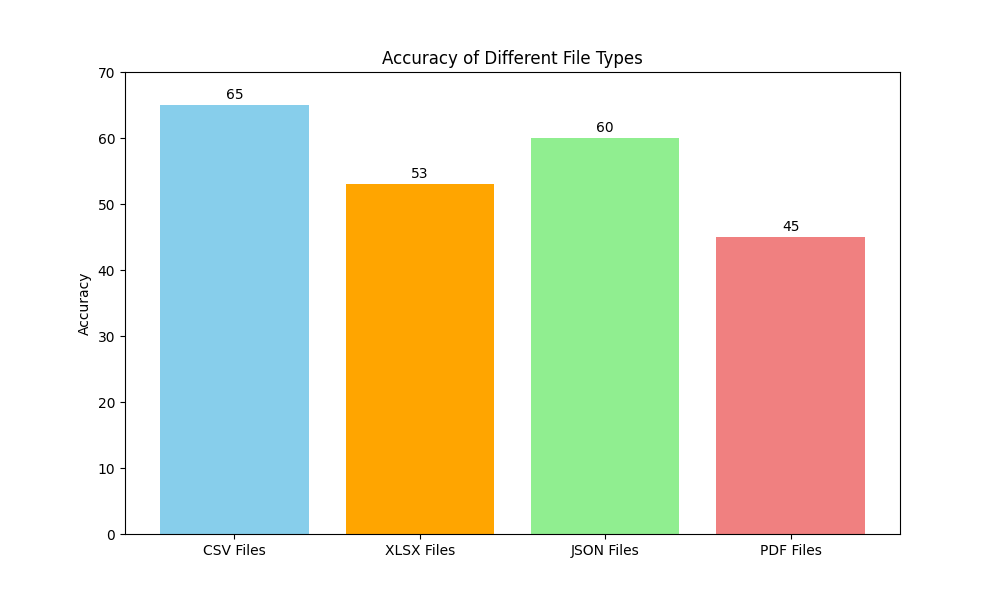 Accuracy of Different File Types
Accuracy
70
60
50
40
30
20
10
0
65
53
60
45
CSV Files
XLSX Files
JSON Files
PDF Files